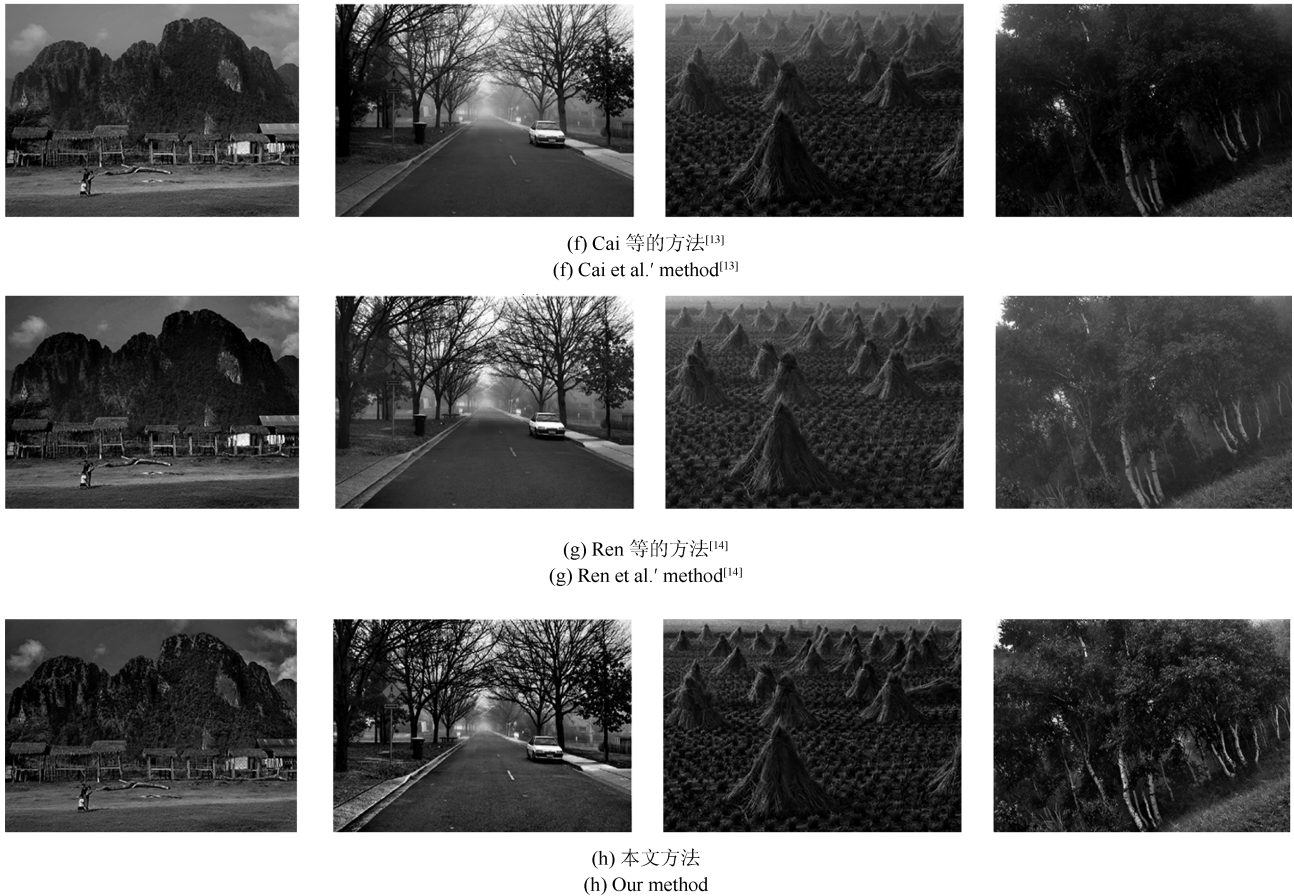 (f) Cai 等的方法[13]
(f) Cai et al.′ method[13]
(g) Ren 等的方法[14]
(g) Ren et al.′ method[14]
(h) 本文方法
(h) Our method